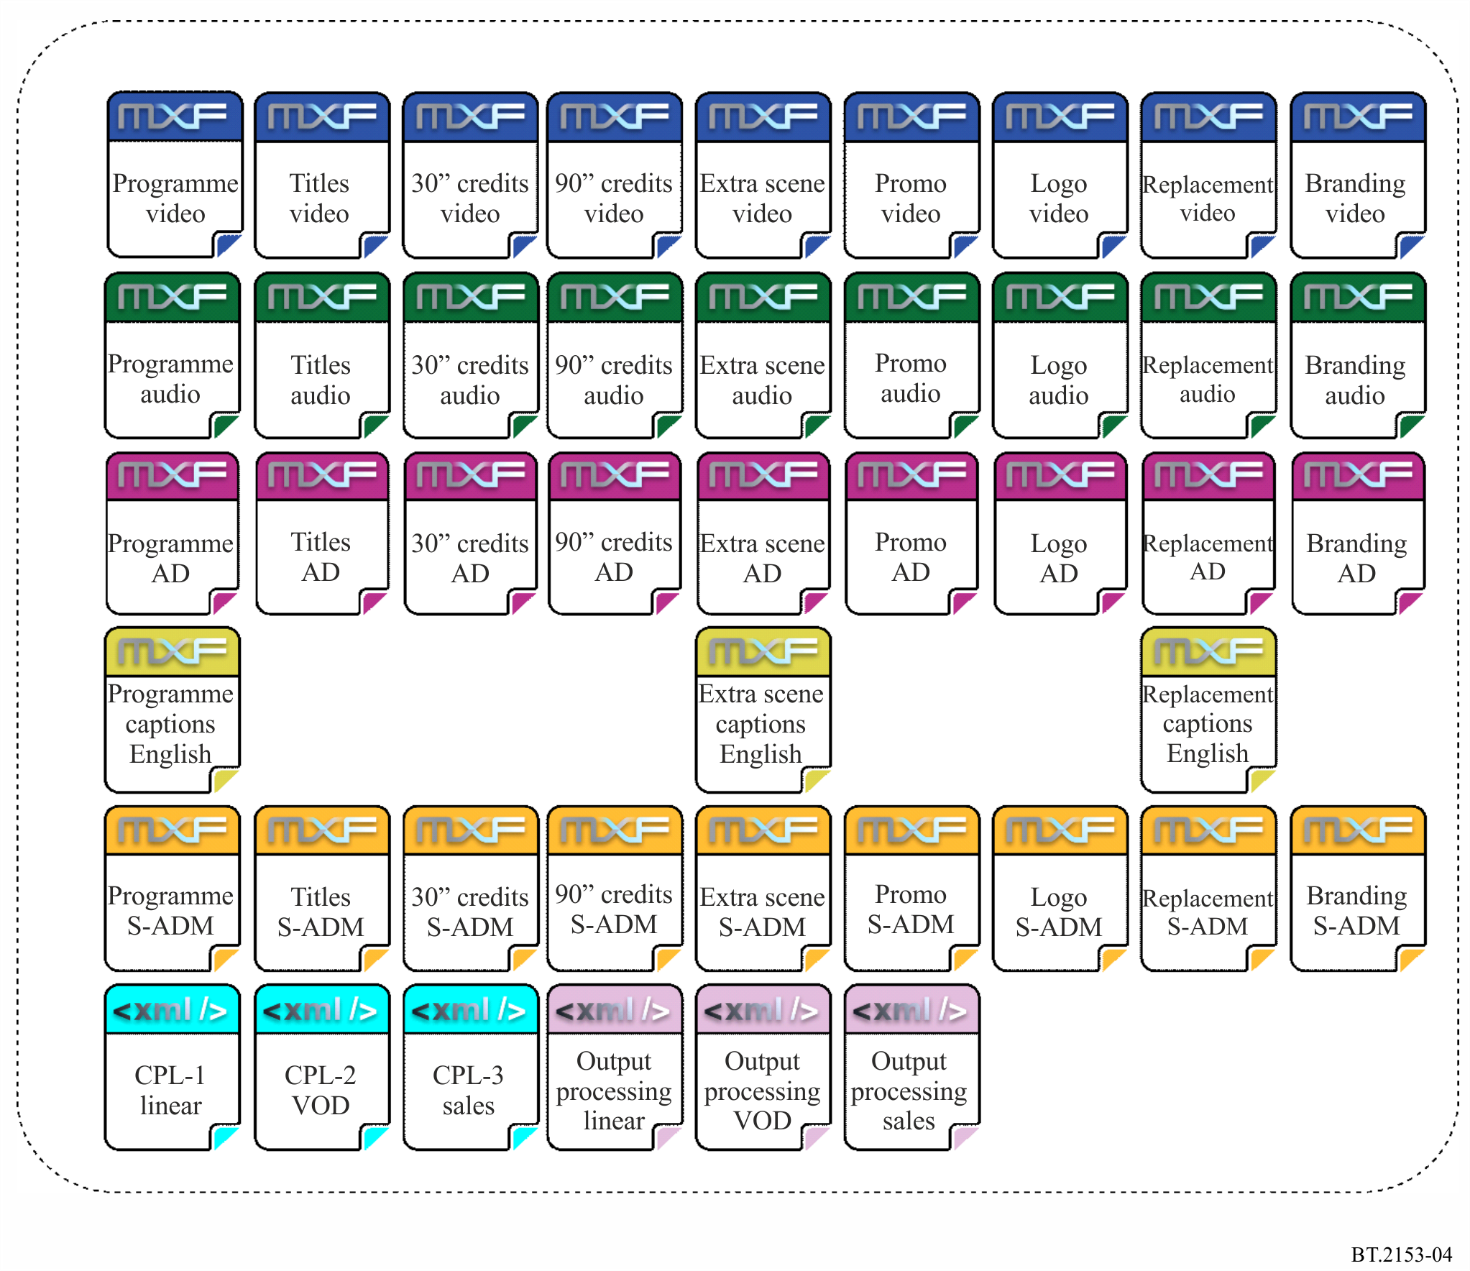 mxF mxF mxF mxF mxF mxF mxF mxF mxF
Programme video
Titles video
30” credits video
90” credits video
Extra scene video
Promo video
Logo video
Replacement video
Branding video
mxF mxF mxF mxF mxF mxF mxF mxF mxF
Programme audio
Titles audio
30” credits audio
90” credits audio
Extra scene audio
Promo audio
Logo audio
Replacement audio
Branding audio
mxF mxF mxF mxF mxF mxF mxF mxF mxF
Programme AD
Titles AD
30” credits AD
90” credits AD
Extra scene AD
Promo AD
Logo AD
Replacement AD
Branding AD
mxF mxF mxF
Programme captions English
Extra scene captions English
Replacement captions English
mxF mxF mxF mxF mxF mxF mxF mxF mxF
Programme S-ADM
Titles S-ADM
30” credits S-ADM
90” credits S-ADM
Extra scene S-ADM
Promo S-ADM
Logo S-ADM
Replacement S-ADM
Branding S-ADM
<xml /> <xml /> <xml /> <xml /> <xml /> <xml />
CPL-1 linear
CPL-2 VOD
CPL-3 sales
Output processing linear
Output processing VOD
Output processing sales
BT.2153-04